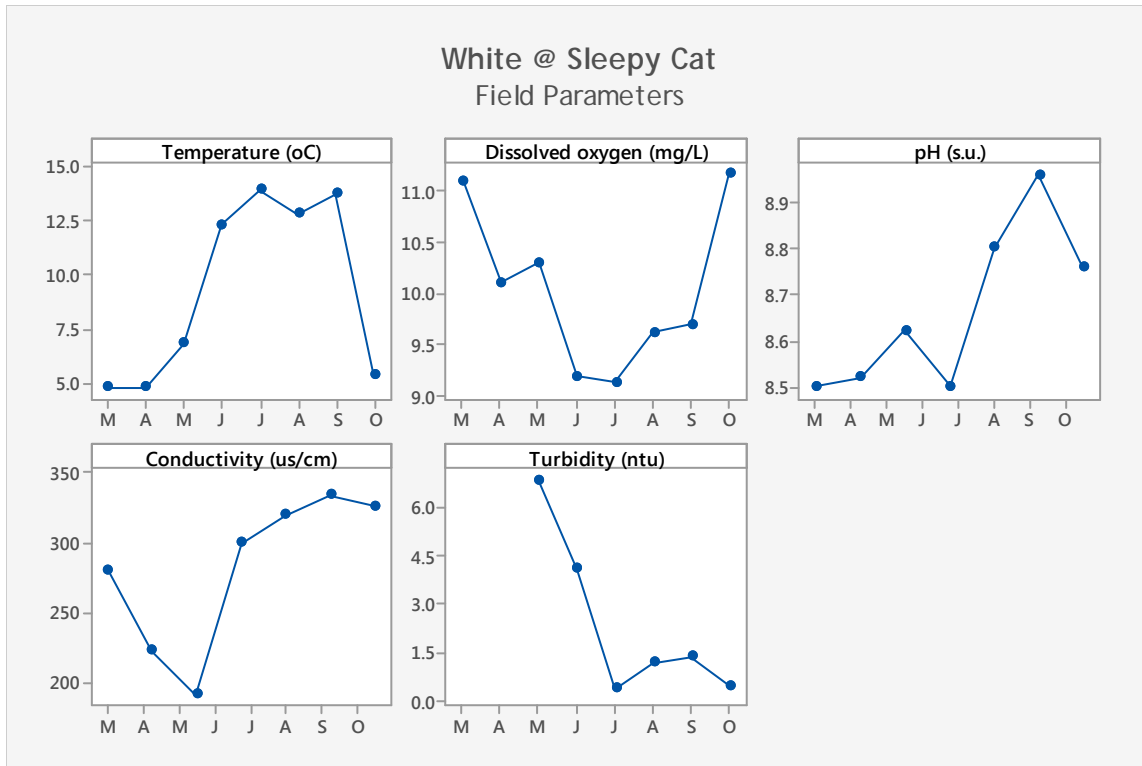 White @ Sleepy Cat
Field Parameters
Temperature (oC)
15.0
12.5
10.0
7.5
5.0
M A M J J A S O
Dissolved oxygen (mg/L)
11.0
10.5
10.0
9.5
9.0
M A M J J A S O
pH (s.u.)
8.9
8.8
8.7
8.6
8.5
M A M J J A S O
Conductivity (us/cm)
350
300
250
200
M A M J J A S O
Turbidity (ntu)
6.0
4.5
3.0
1.5
0.0
M A M J J A S O